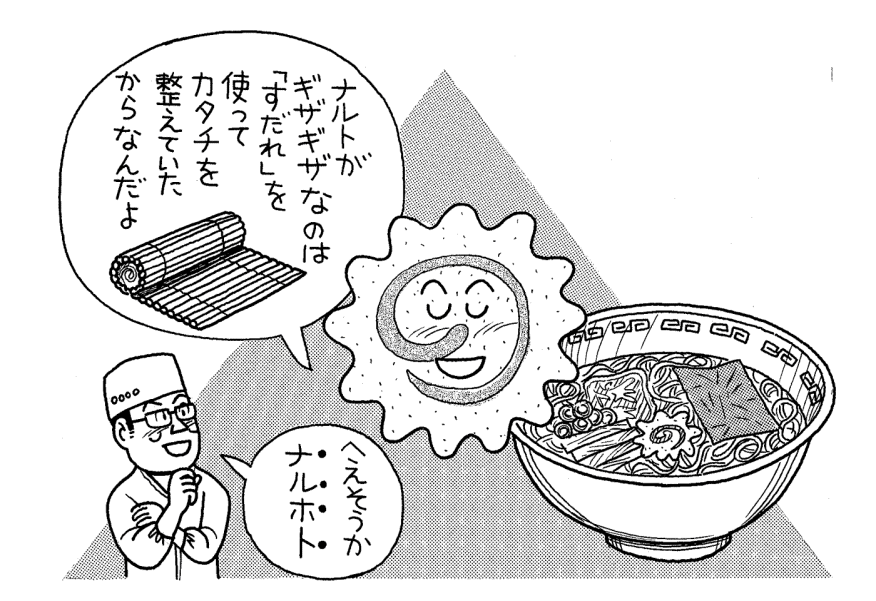 ナルトが
ギザギザなのは
「すだれ」を
使って
カタチを
整えていた
からなんだよ
へえそうか
ナルホト